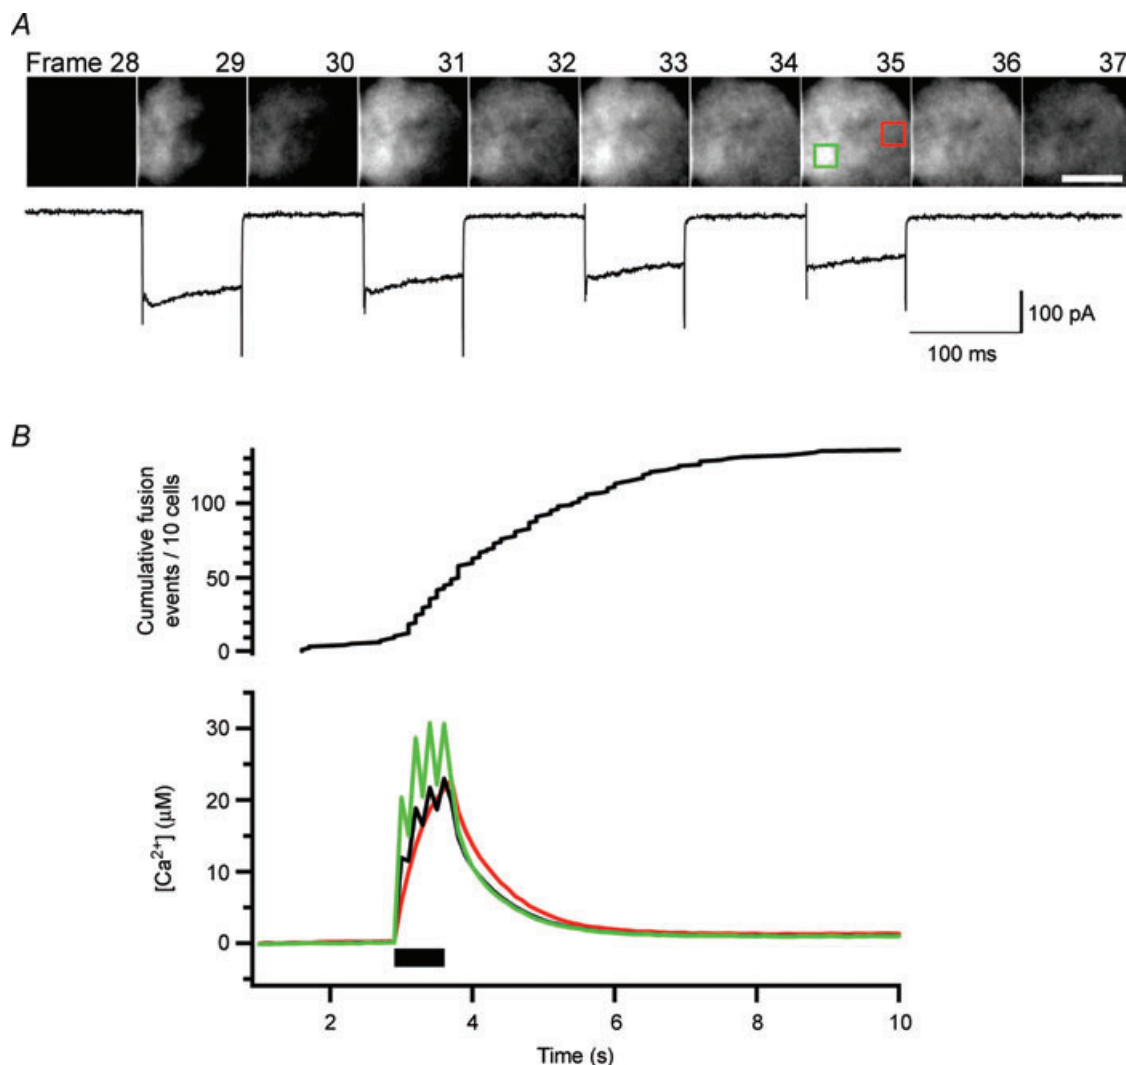 A
Frame 28 29 30 31 32 33 34 35 36 37
100 pA
100 ms
B
Cumulative fusion
events / 10 cells
100
50
0
[Ca²⁺] (µM)
30
20
10
0
2 4 6 8 10
Time (s)